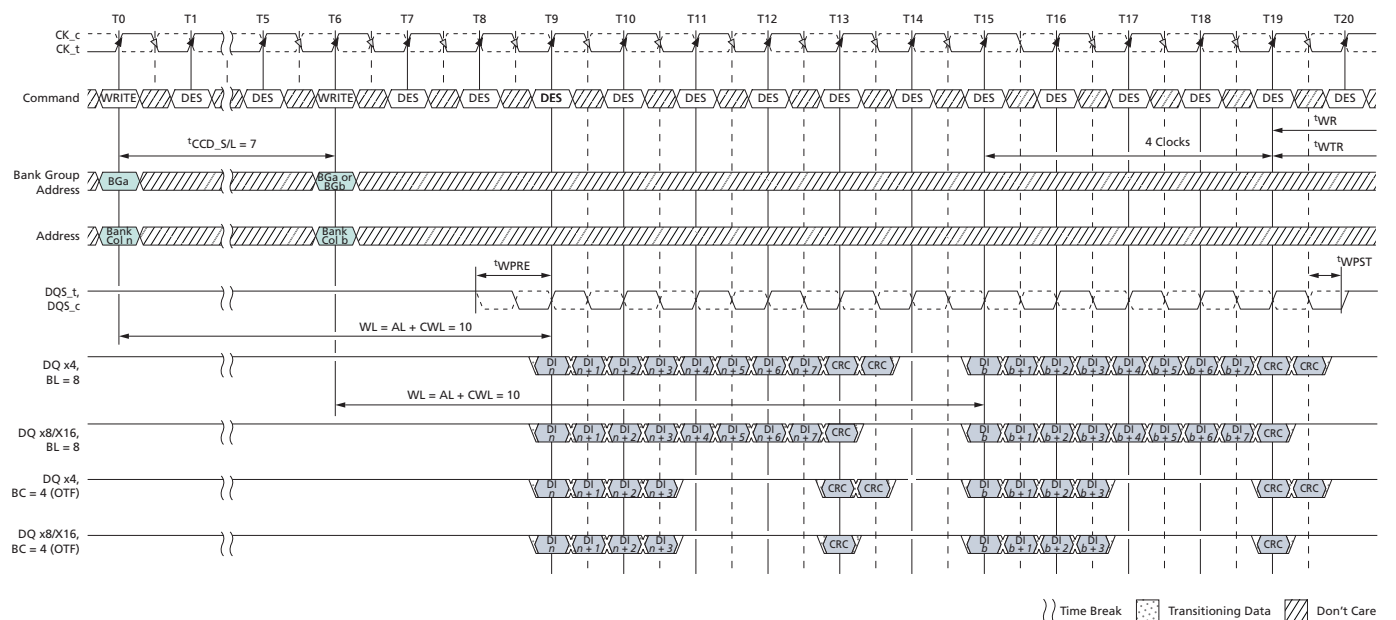 T0 T1 T5 T6 T7 T8 T9 T10 T11 T12 T13 T14 T15 T16 T17 T18 T19 T20
CK_c
CK_t
Command WRITE DES DES WRITE DES DES DES DES DES DES DES DES DES DES DES DES DES DES
tWR
tCCD_S/L = 7 4 Clocks tWTR
Bank Group
Address BGa BGa or
BGb
Address Bank
Col n Bank
Col b
tWPRE tWPST
DQS_t,
DQS_c
WL = AL + CWL = 10
DQ x4,
BL = 8
DI
n DI
n + 1 DI
n + 2 DI
n + 3 DI
n + 4 DI
n + 5 DI
n + 6 DI
n + 7 CRC CRC DI
b DI
b + 1 DI
b + 2 DI
b + 3 DI
b + 4 DI
b + 5 DI
b + 6 DI
b + 7 CRC CRC
WL = AL + CWL = 10
DQ x8/X16,
BL = 8
DI
n DI
n + 1 DI
n + 2 DI
n + 3 DI
n + 4 DI
n + 5 DI
n + 6 DI
n + 7 CRC DI
b DI
b + 1 DI
b + 2 DI
b + 3 DI
b + 4 DI
b + 5 DI
b + 6 DI
b + 7 CRC
DQ x4,
BC = 4 (OTF)
DI
n DI
n + 1 DI
n + 2 DI
n + 3 CRC CRC DI
b DI
b + 1 DI
b + 2 DI
b + 3 CRC CRC
DQ x8/X16,
BC = 4 (OTF)
DI
n DI
n + 1 DI
n + 2 DI
n + 3 CRC DI
b DI
b + 1 DI
b + 2 DI
b + 3 CRC
Time Break Transitioning Data Don't Care